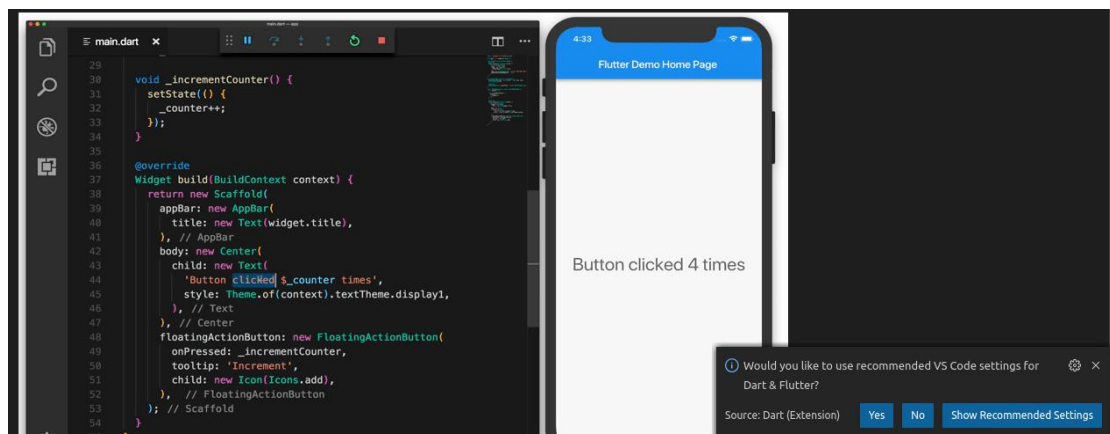 main.dart — app
main.dart
29
30 void _incrementCounter() {
31 setState(() {
32 _counter++;
33 });
34 }
35
36 @override
37 Widget build(BuildContext context) {
38 return new Scaffold(
39 appBar: new AppBar(
40 title: new Text(widget.title),
41 ), // AppBar
42 body: new Center(
43 child: new Text(
44 'Button clicked $_counter times',
45 style: Theme.of(context).textTheme.display1,
46 ), // Text
47 ), // Center
48 floatingActionButton: new FloatingActionButton(
49 onPressed: _incrementCounter,
50 tooltip: 'Increment',
51 child: new Icon(Icons.add),
52 ), // FloatingActionButton
53 ); // Scaffold
54 }
4:33
Flutter Demo Home Page
Button clicked 4 times
Would you like to use recommended VS Code settings for
Dart & Flutter?
Source: Dart (Extension)
Yes
No
Show Recommended Settings